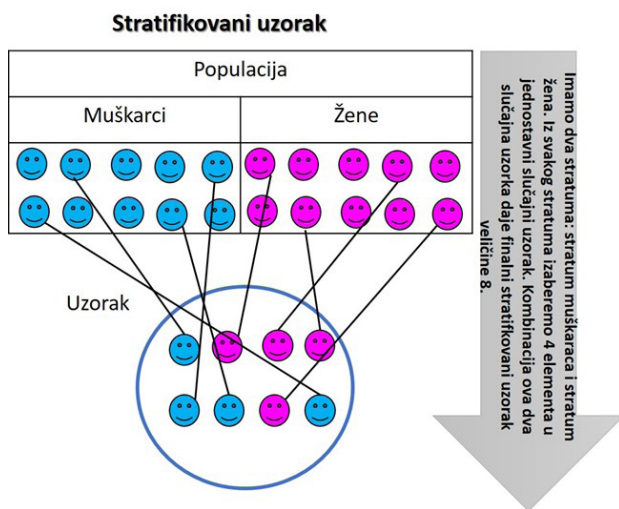 Stratifikovani uzorak
Populacija
Muškarci
Žene
Uzorak
Imamo dva stratuma: stratum muškaraca i stratum
žena. Iz svakog stratuma izaberemo 4 elementa u
jednostavni slučajni uzorak. Kombinacija ova dva
slučajna uzorka daje finalni stratifkovani uzorak
veličine 8.